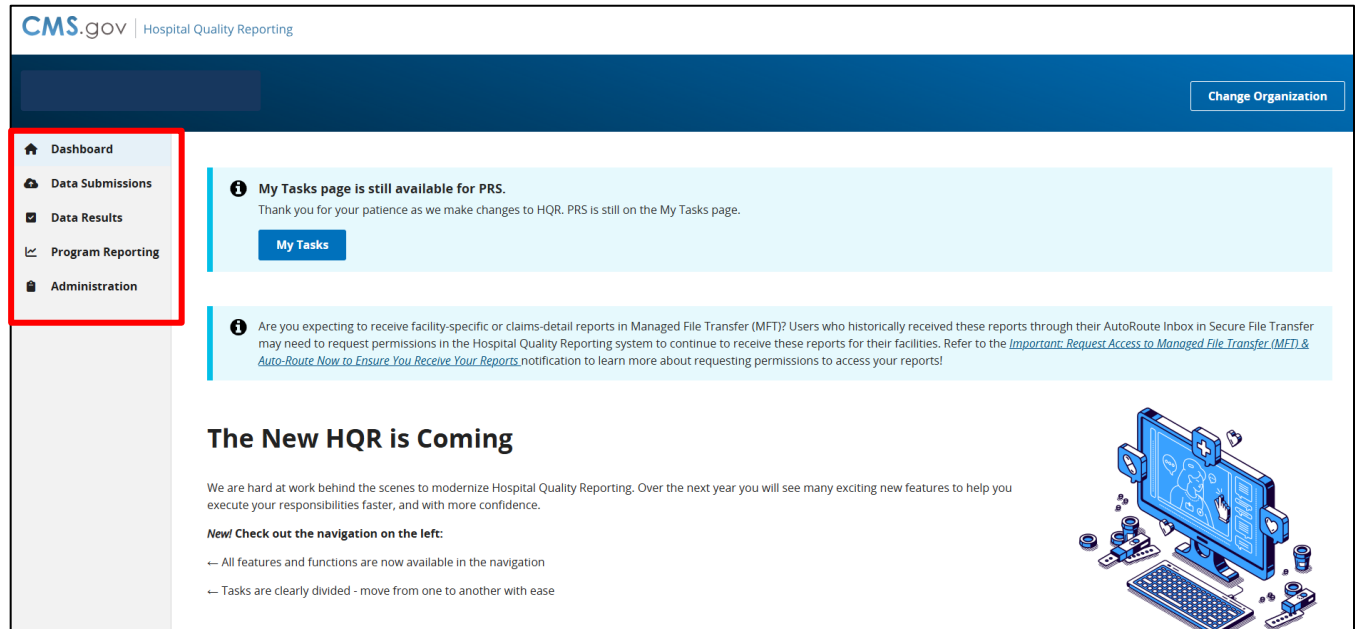 CMS.gov | Hospital Quality Reporting
Change Organization
Dashboard
Data Submissions
Data Results
Program Reporting
Administration
My Tasks page is still available for PRS.
Thank you for your patience as we make changes to HQR. PRS is still on the My Tasks page.
My Tasks
Are you expecting to receive facility-specific or claims-detail reports in Managed File Transfer (MFT)? Users who historically received these reports through their AutoRoute Inbox in Secure File Transfer
may need to request permissions in the Hospital Quality Reporting system to continue to receive these reports for their facilities. Refer to the Important: Request Access to Managed File Transfer (MFT) &
Auto-Route Now to Ensure You Receive Your Reports notification to learn more about requesting permissions to access your reports!
The New HQR is Coming
We are hard at work behind the scenes to modernize Hospital Quality Reporting. Over the next year you will see many exciting new features to help you
execute your responsibilities faster, and with more confidence.
New! Check out the navigation on the left:
← All features and functions are now available in the navigation
← Tasks are clearly divided - move from one to another with ease